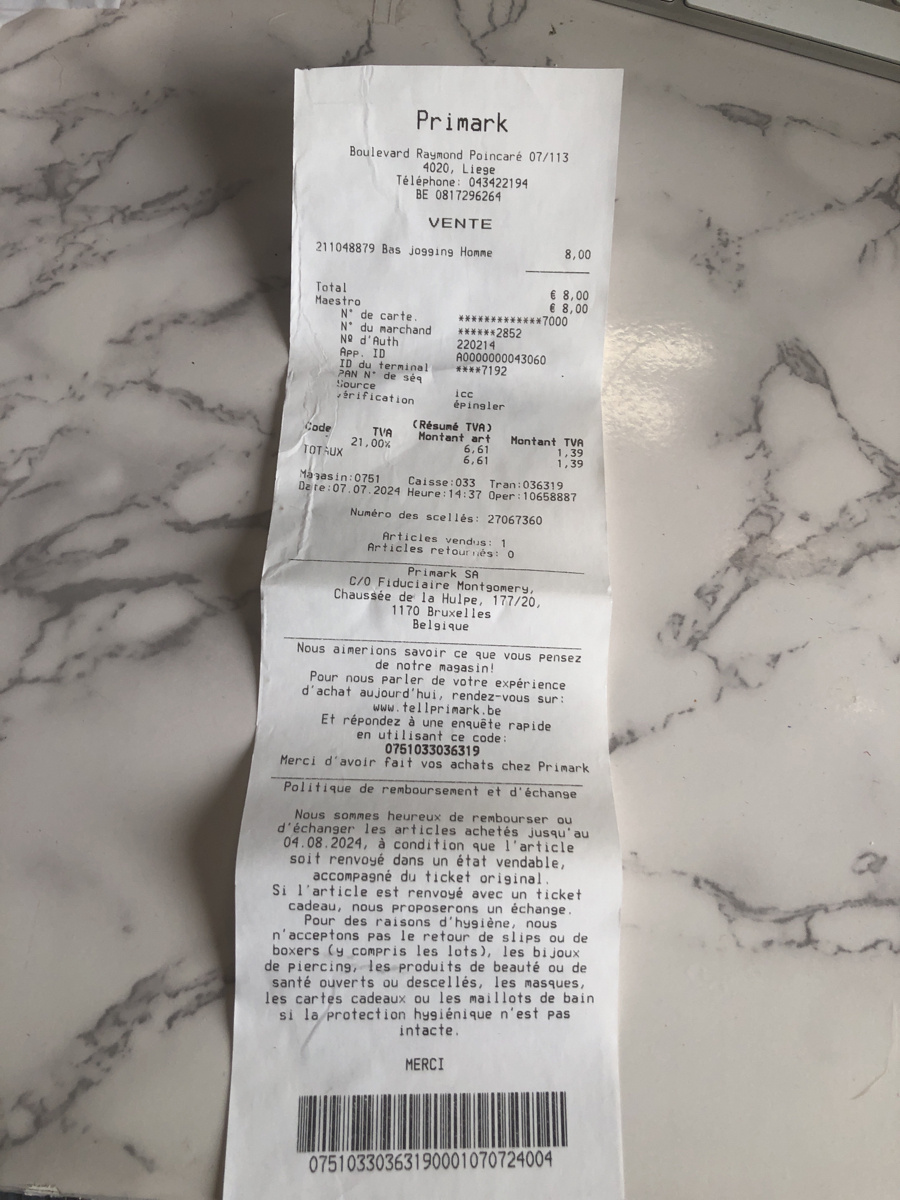 Primark
Boulevard Raymond Poincaré 07/113
4020, Liege
Téléphone: 043422194
BE 0817296264
VENTE
211048879 Bas jogging Homme 8,00
Total € 8,00
Maestro € 8,00
N° de carte. *************7000
N° du marchand ******2852
Nº d'Auth 220214
App. ID A0000000043060
ID du terminal ****7192
PAN N° de séq
Source icc
vérification épingler
(Résumé TVA)
Code TVA Montant art Montant TVA
21,00% 6,61 1,39
TOTAUX 6,61 1,39
Magasin:0751 Caisse:033 Tran:036319
Date:07.07.2024 Heure:14:37 Oper:10658887
Numéro des scellés: 27067360
Articles vendus: 1
Articles retournés: 0
Primark SA
C/O Fiduciaire Montgomery,
Chaussée de la Hulpe, 177/20,
1170 Bruxelles
Belgique
Nous aimerions savoir ce que vous pensez
de notre magasin!
Pour nous parler de votre expérience
d'achat aujourd'hui, rendez-vous sur:
www.tellprimark.be
Et répondez à une enquête rapide
en utilisant ce code:
0751033036319
Merci d'avoir fait vos achats chez Primark
Politique de remboursement et d'échange
Nous sommes heureux de rembourser ou
d'échanger les articles achetés jusqu'au
04.08.2024, à condition que l'article
soit renvoyé dans un état vendable,
accompagné du ticket original.
Si l'article est renvoyé avec un ticket
cadeau, nous proposerons un échange.
Pour des raisons d'hygiène, nous
n'acceptons pas le retour de slips ou de
boxers (y compris les lots), les bijoux
de piercing, les produits de beauté ou de
santé ouverts ou descellés, les masques,
les cartes cadeaux ou les maillots de bain
si la protection hygiénique n'est pas
intacte.
MERCI
075103303631900010707​24004